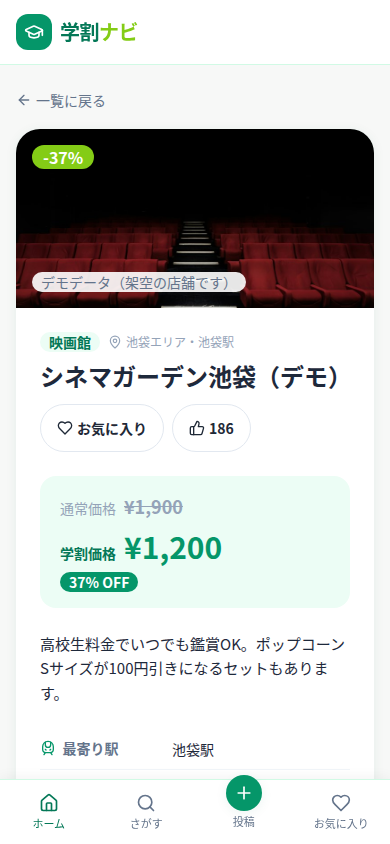 学割ナビ
一覧に戻る
-37%
デモデータ（架空の店舗です）
映画館 池袋エリア・池袋駅
シネマガーデン池袋（デモ）
お気に入り 186
通常価格 ¥1,900
学割価格 ¥1,200
37% OFF
高校生料金でいつでも鑑賞OK。ポップコーン
Sサイズが100円引きになるセットもありま
す。
最寄り駅 池袋駅
ホーム さがす 投稿 お気に入り